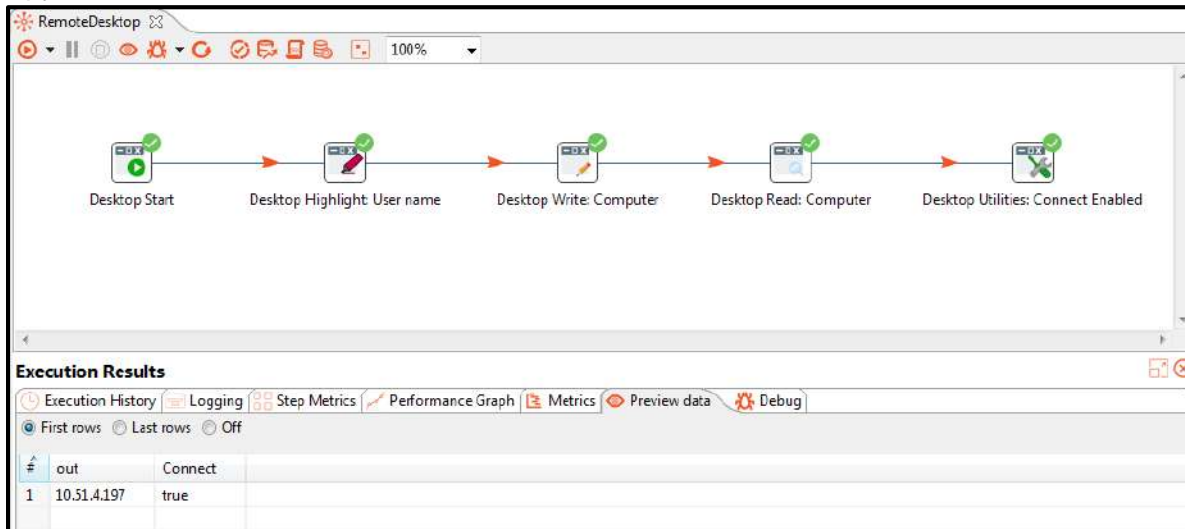 RemoteDesktop
100%
Desktop Start
Desktop Highlight: User name
Desktop Write: Computer
Desktop Read: Computer
Desktop Utilities: Connect Enabled
Execution Results
Execution History Logging Step Metrics Performance Graph Metrics Preview data Debug
First rows Last rows Off
# out Connect
1 10.51.4.197 true